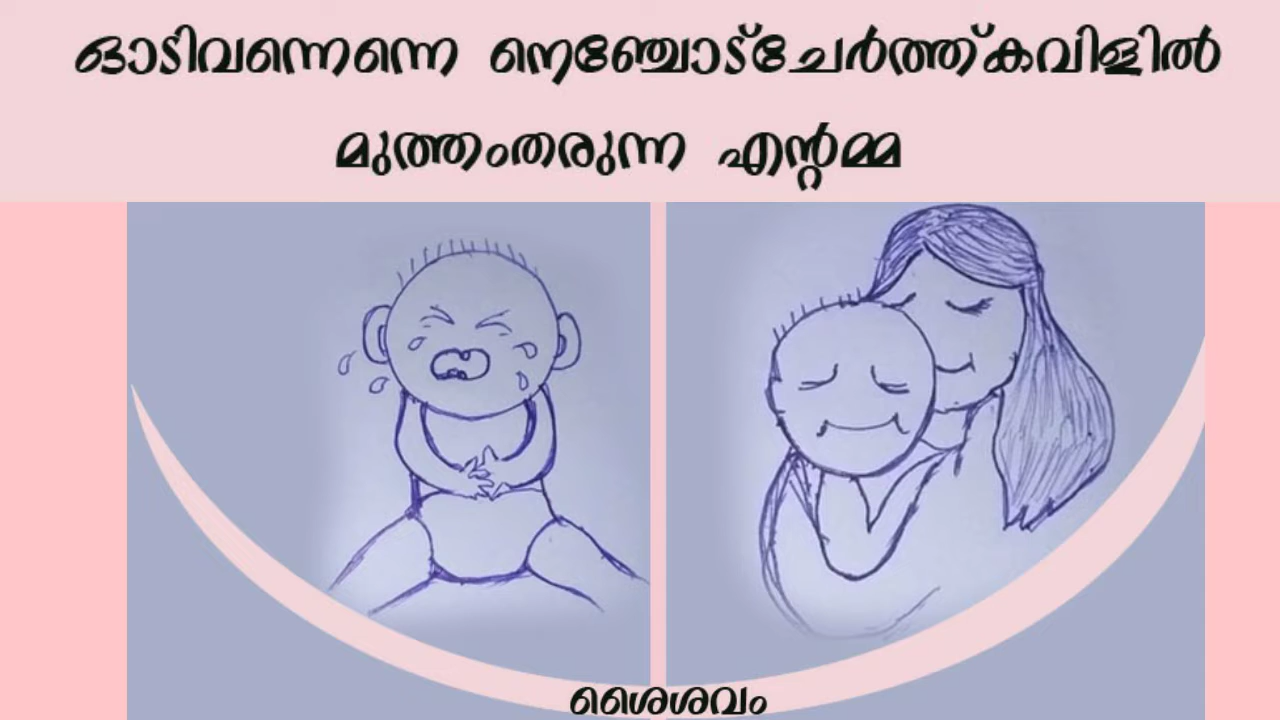 ഓടിവന്നെന്നെ നെഞ്ചോട്ചേർത്ത്കവിളിൽ
മുത്തംതരുന്ന എന്റമ്മ
ശൈശവം